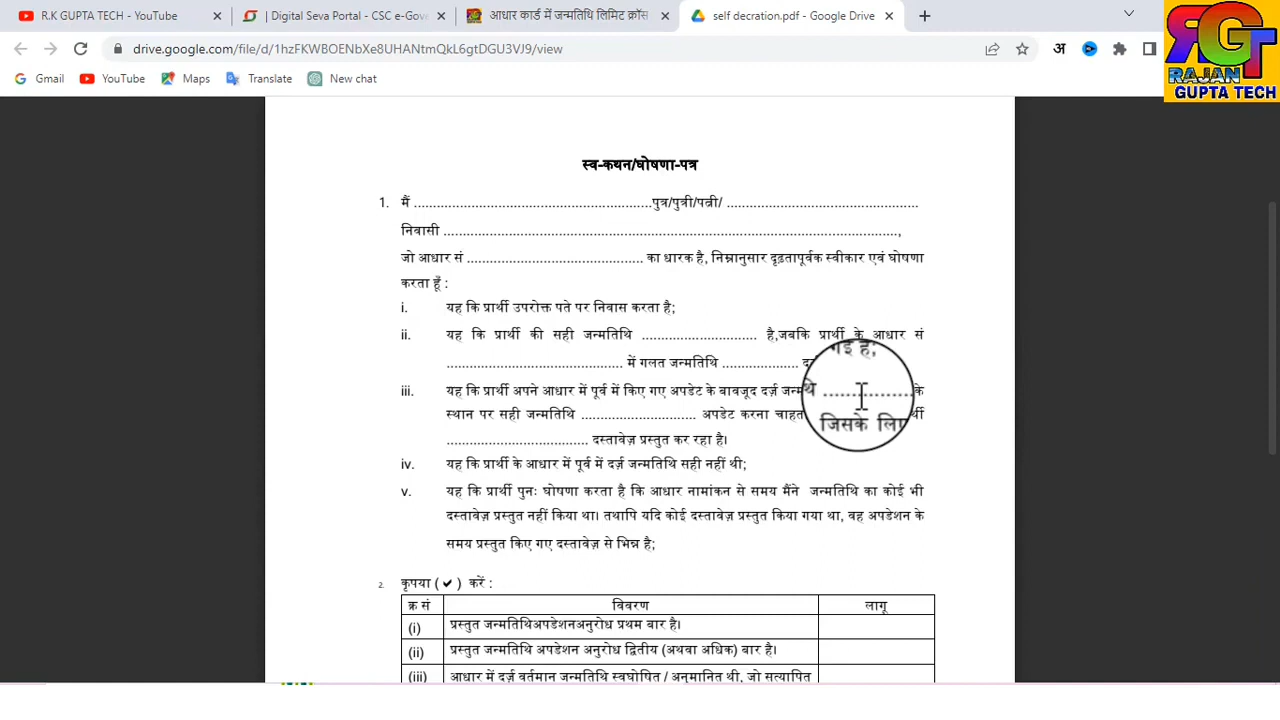 R.K GUPTA TECH - YouTube
| Digital Seva Portal - CSC e-Gove
आधार कार्ड में जन्मतिथि लिमिट क्रॉस
self decration.pdf - Google Drive
drive.google.com/file/d/1hzFKWBOENbXe8UHANtmQkL6gtDGU3VJ9/view
Gmail
YouTube
Maps
Translate
New chat
RGT
RAJAN
GUPTA TECH
स्व-कथन/घोषणा-पत्र
1. मैं ..............................................................पुत्र/पुत्री/पत्नी/ ..................................................
निवासी ......................................................................................................................,
जो आधार सं .............................................. का धारक है, निम्नानुसार दृढ़तापूर्वक स्वीकार एवं घोषणा
करता हूँ :
i. यह कि प्रार्थी उपरोक्त पते पर निवास करता है;
ii. यह कि प्रार्थी की सही जन्मतिथि .............................. है,जबकि प्रार्थी के आधार सं
.............................................. में गलत जन्मतिथि .................... गई है;
iii. यह कि प्रार्थी अपने आधार में पूर्व में किए गए अपडेट के बावजूद दर्ज़ जन्मथि ................ के
स्थान पर सही जन्मतिथि .............................. अपडेट करना चाहत जिसके लिए र्थी
..................................... दस्तावेज़ प्रस्तुत कर रहा है।
iv. यह कि प्रार्थी के आधार में पूर्व में दर्ज़ जन्मतिथि सही नहीं थी;
v. यह कि प्रार्थी पुनः घोषणा करता है कि आधार नामांकन से समय मैंने जन्मतिथि का कोई भी
दस्तावेज़ प्रस्तुत नहीं किया था। तथापि यदि कोई दस्तावेज़ प्रस्तुत किया गया था, वह अपडेशन के
समय प्रस्तुत किए गए दस्तावेज़ से भिन्न है;
2. कृपया ( ✔ ) करें :
क्र सं विवरण लागू
(i) प्रस्तुत जन्मतिथिअपडेशनअनुरोध प्रथम बार है।
(ii) प्रस्तुत जन्मतिथि अपडेशन अनुरोध द्वितीय (अथवा अधिक) बार है।
(iii) आधार में दर्ज़ वर्तमान जन्मतिथि स्वघोषित / अनुमानित थी, जो सत्यापित